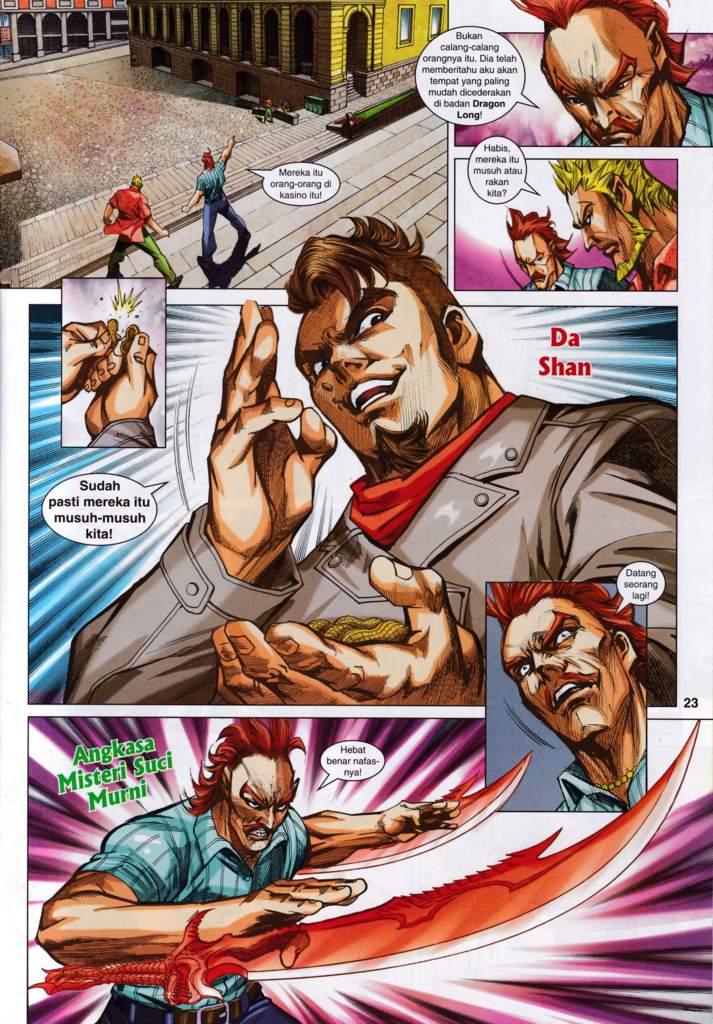 Mereka itu
orang-orang di
kasino itu!
Bukan
calang-calang
orangnya itu. Dia telah
memberitahu aku akan
tempat yang paling
mudah dicederakan
di badan Dragon
Long!
Habis,
mereka itu
musuh atau
rakan
kita?
Da
Shan
Sudah
pasti mereka itu
musuh-musuh
kita!
Datang
seorang
lagi!
23
Angkasa
Misteri Suci
Murni
Hebat
benar nafas-
nya!